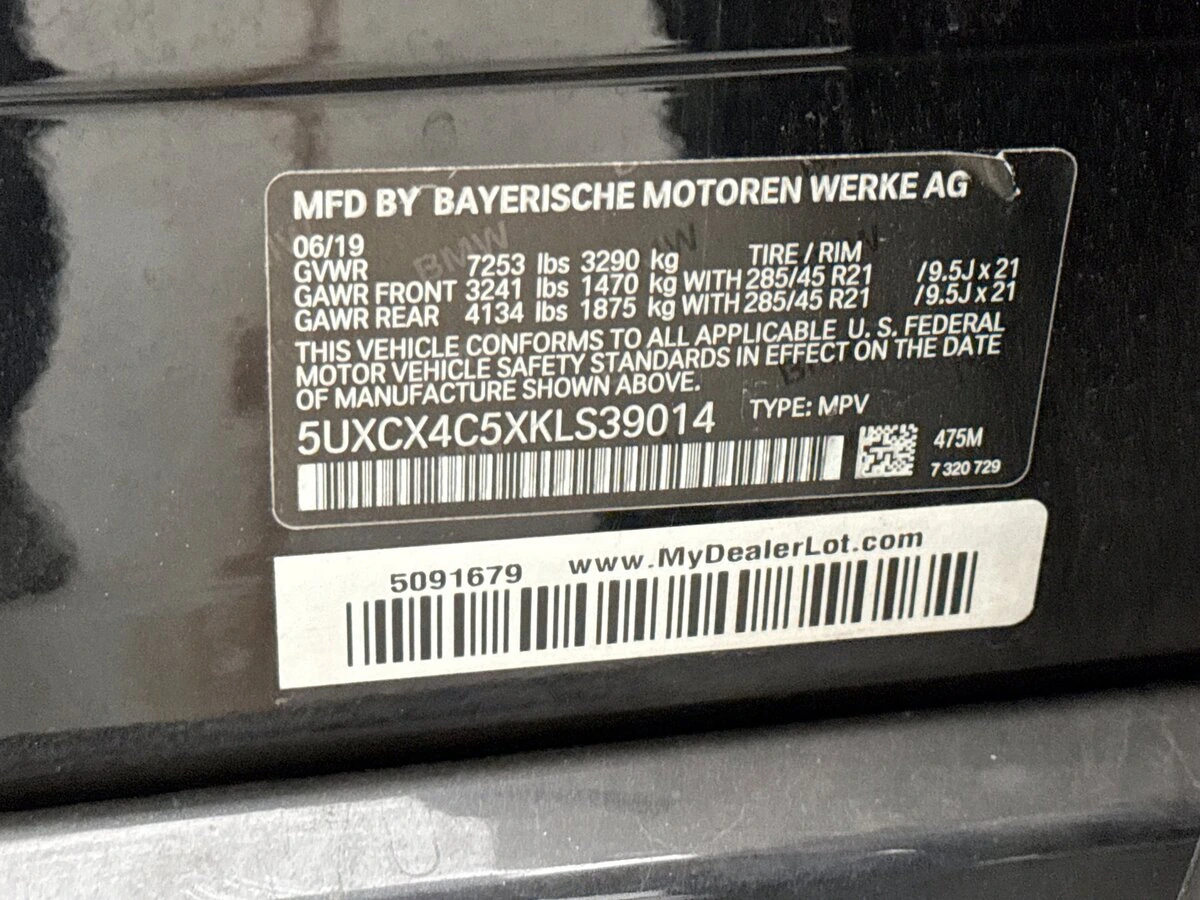 MFD BY BAYERISCHE MOTOREN WERKE AG
06/19 TIRE / RIM
GVWR 7253 lbs 3290 kg
GAWR FRONT 3241 lbs 1470 kg WITH 285/45 R21 /9.5J x 21
GAWR REAR 4134 lbs 1875 kg WITH 285/45 R21 /9.5J x 21
THIS VEHICLE CONFORMS TO ALL APPLICABLE U. S. FEDERAL
MOTOR VEHICLE SAFETY STANDARDS IN EFFECT ON THE DATE
OF MANUFACTURE SHOWN ABOVE.
5UXCX4C5XKLS39014 TYPE: MPV
475M
7 320 729
5091679 www.MyDealerLot.com